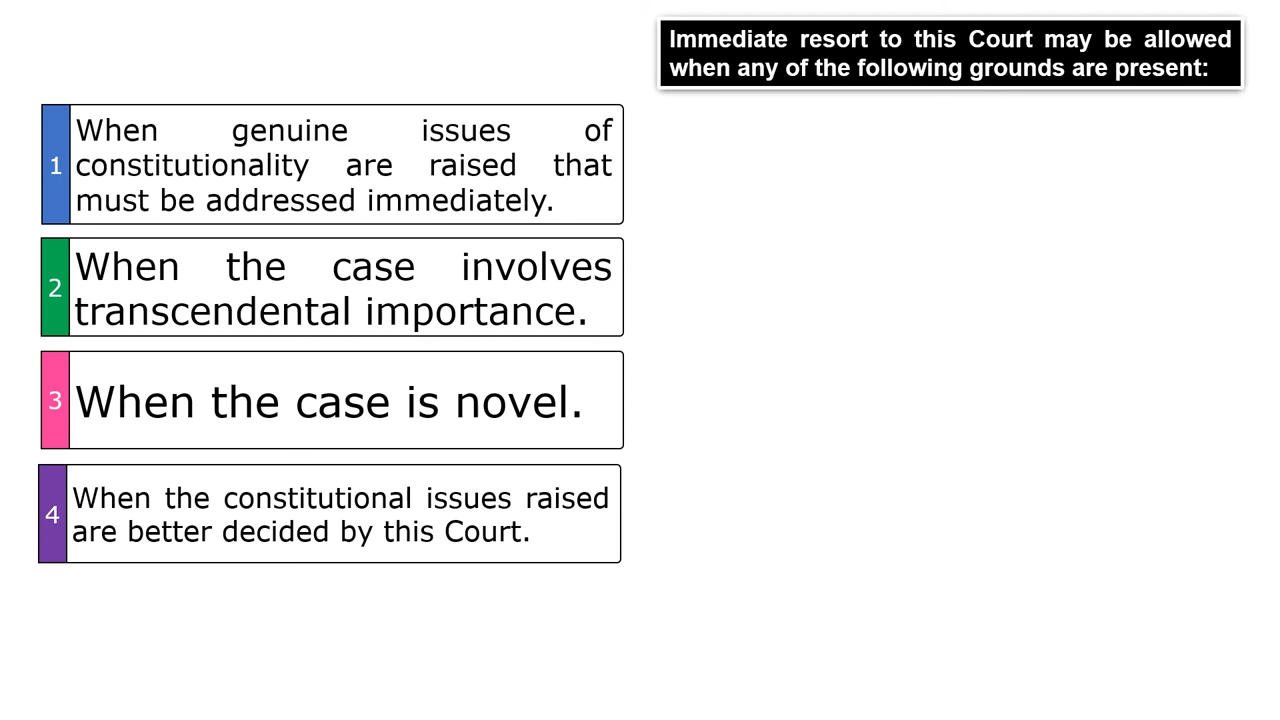 Immediate resort to this Court may be allowed
when any of the following grounds are present:
1
When genuine issues of
constitutionality are raised that
must be addressed immediately.
2
When the case involves
transcendental importance.
3
When the case is novel.
4
When the constitutional issues raised
are better decided by this Court.